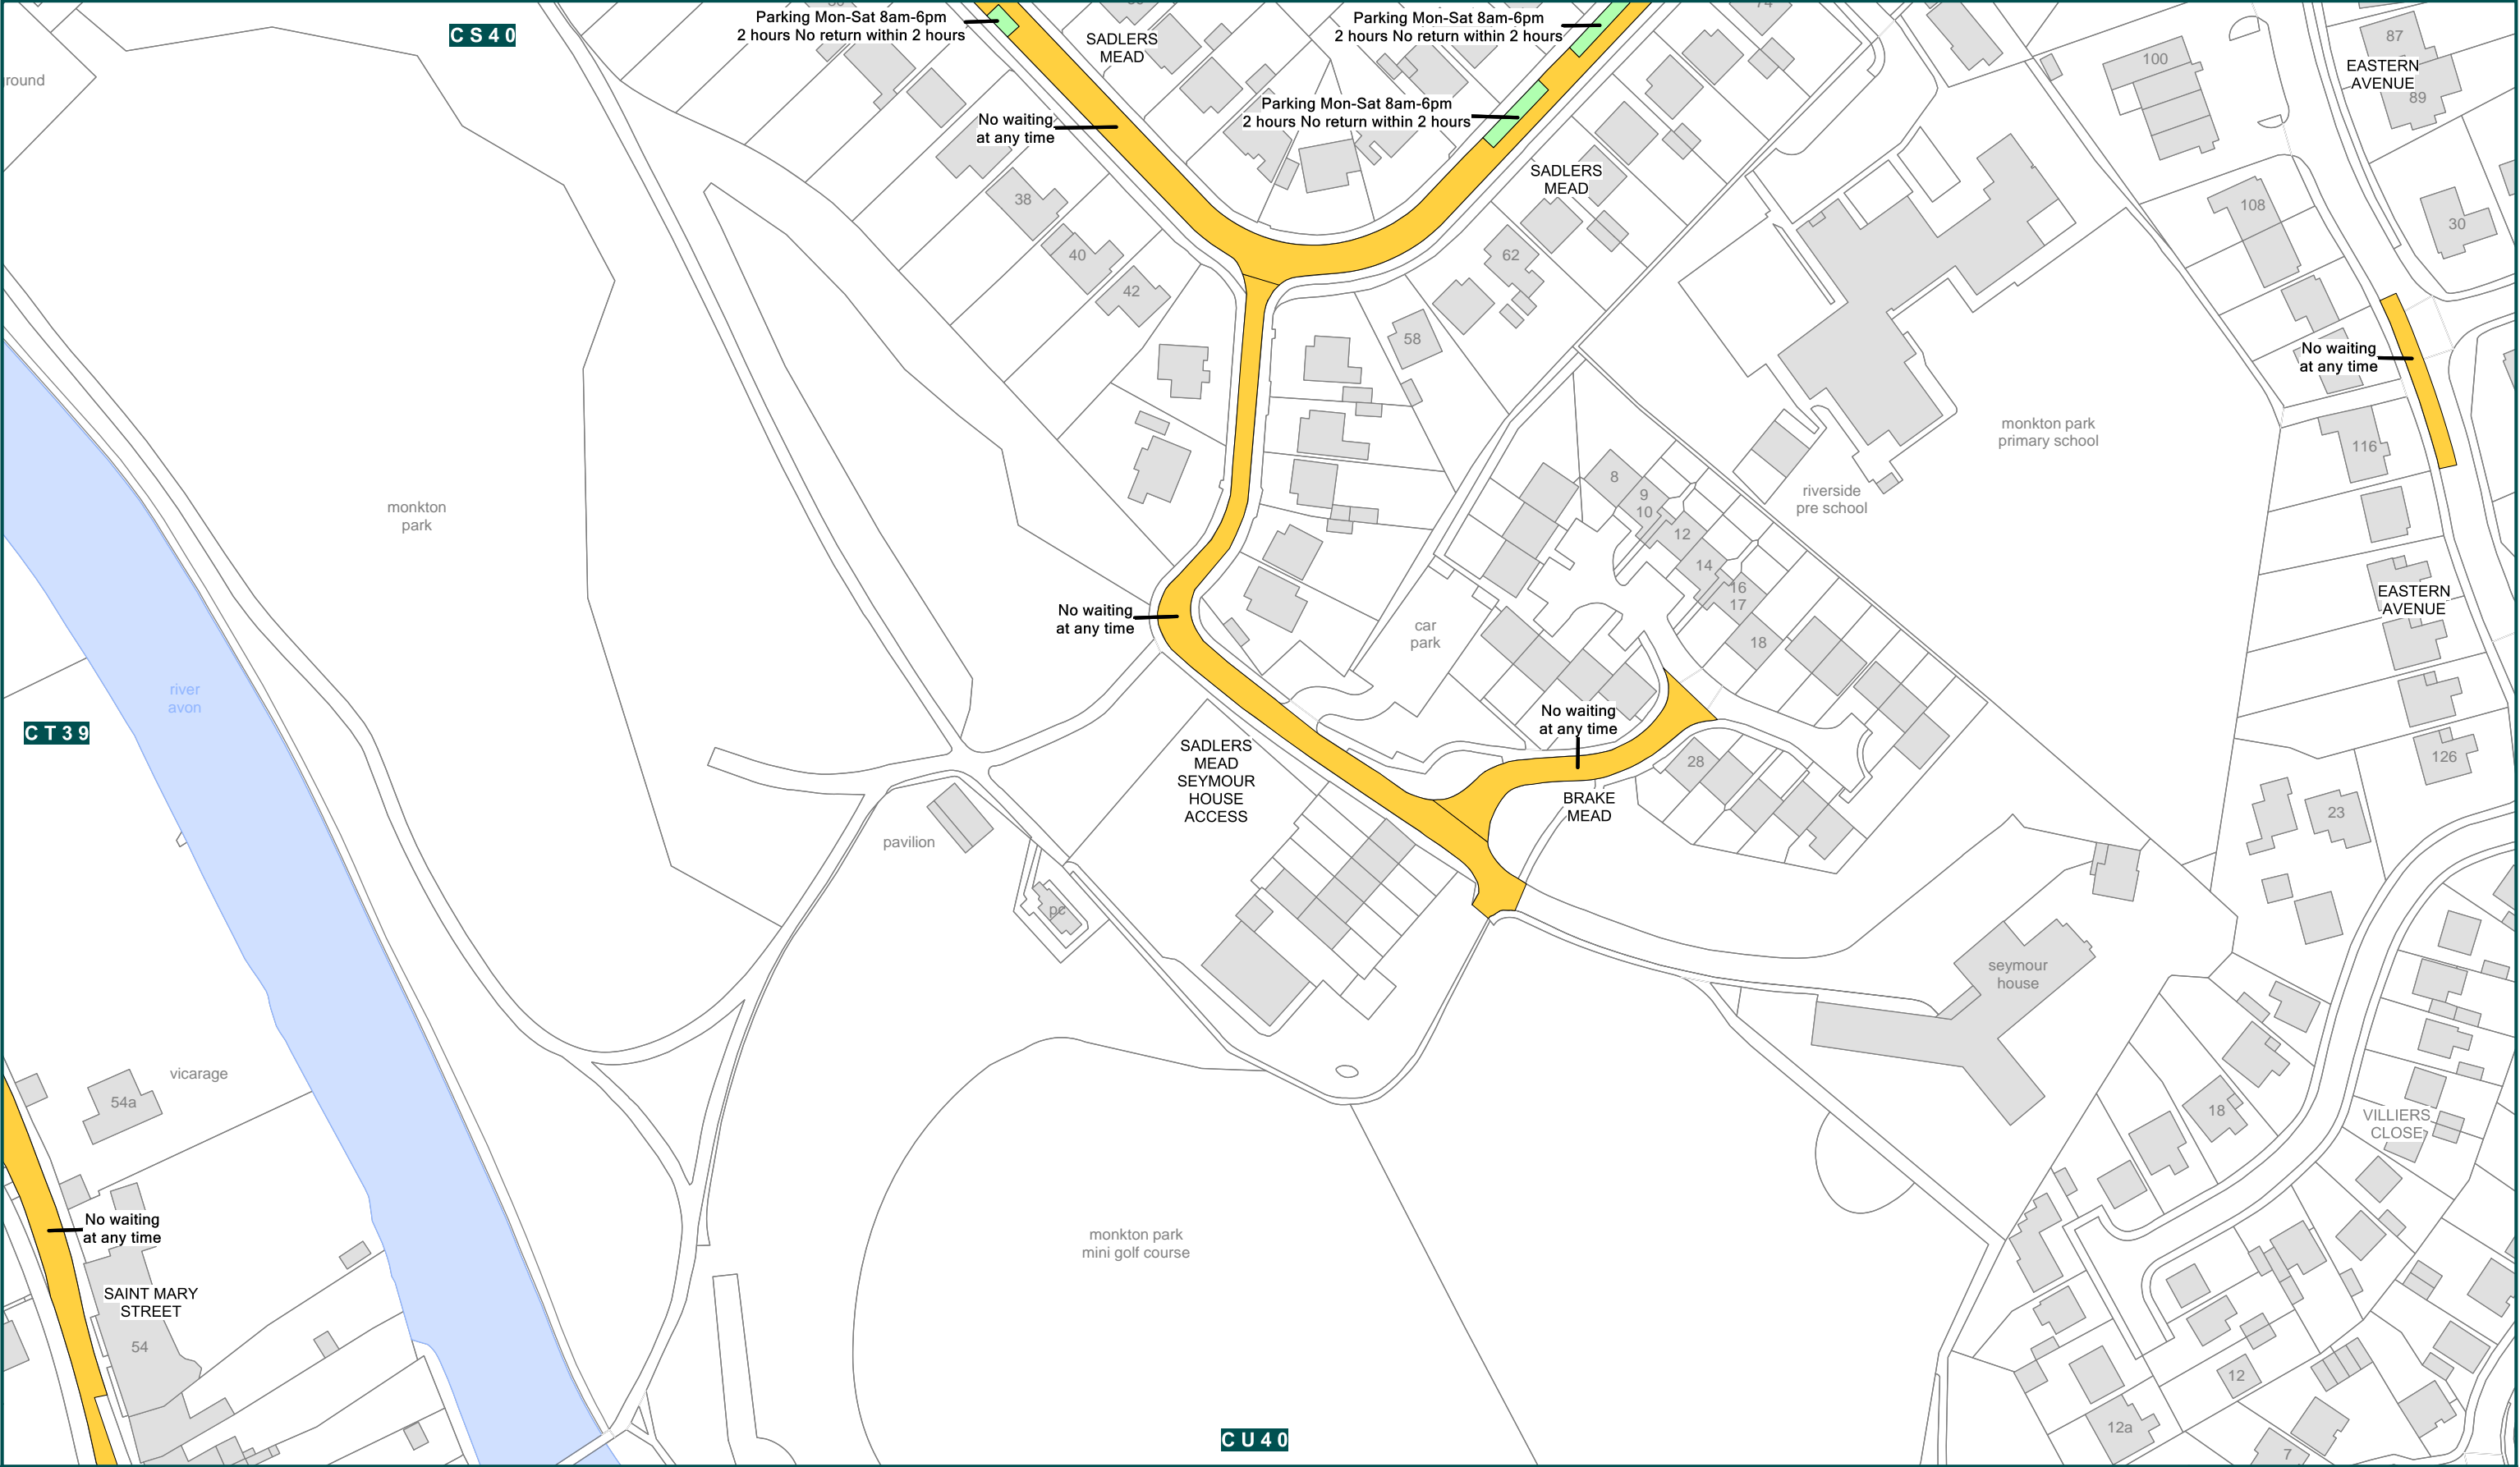 CS40
Parking Mon-Sat 8am-6pm
2 hours No return within 2 hours
SADLERS
MEAD
Parking Mon-Sat 8am-6pm
2 hours No return within 2 hours
74
87
EASTERN
AVENUE
89
100
ground
Parking Mon-Sat 8am-6pm
2 hours No return within 2 hours
No waiting
at any time
SADLERS
MEAD
38
40
42
62
58
108
30
No waiting
at any time
monkton park
primary school
116
monkton
park
8
9
10
12
14
16
17
18
riverside
pre school
EASTERN
AVENUE
No waiting
at any time
car
park
river
avon
CT39
No waiting
at any time
SADLERS
MEAD
SEYMOUR
HOUSE
ACCESS
28
BRAKE
MEAD
126
23
pavilion
pc
seymour
house
vicarage
54a
18
VILLIERS
CLOSE
No waiting
at any time
monkton park
mini golf course
SAINT MARY
STREET
54
12
12a
7
CU40